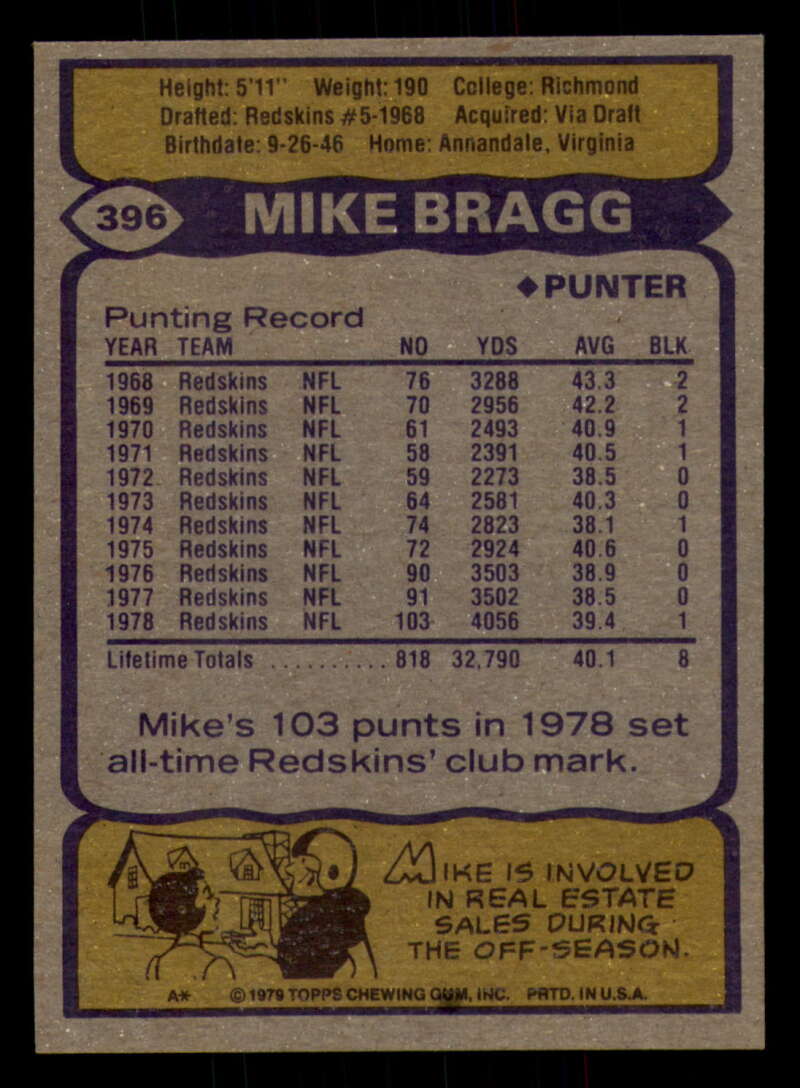 Height: 5'11" Weight: 190 College: Richmond
Drafted: Redskins #5-1968 Acquired: Via Draft
Birthdate: 9-26-46 Home: Annandale, Virginia
396 MIKE BRAGG
◆PUNTER
Punting Record
YEAR TEAM NO YDS AVG BLK
1968 Redskins NFL 76 3288 43.3 2
1969 Redskins NFL 70 2956 42.2 2
1970 Redskins NFL 61 2493 40.9 1
1971 Redskins NFL 58 2391 40.5 1
1972 Redskins NFL 59 2273 38.5 0
1973 Redskins NFL 64 2581 40.3 0
1974 Redskins NFL 74 2823 38.1 1
1975 Redskins NFL 72 2924 40.6 0
1976 Redskins NFL 90 3503 38.9 0
1977 Redskins NFL 91 3502 38.5 0
1978 Redskins NFL 103 4056 39.4 1
Lifetime Totals .......... 818 32,790 40.1 8
Mike's 103 punts in 1978 set
all-time Redskins' club mark.
MIKE IS INVOLVED
IN REAL ESTATE
SALES DURING
THE OFF-SEASON.
A* ©1979 TOPPS CHEWING GUM, INC. PRTD. IN U.S.A.